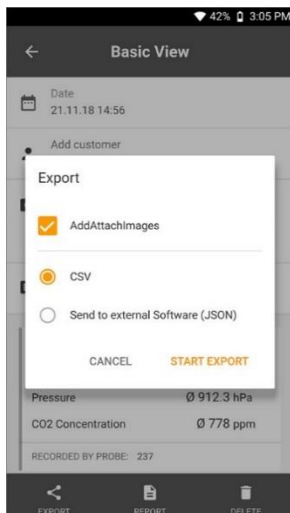 42% 3:05 PM
Basic View
Date
21.11.18 14:56
Add customer
Export
AddAttachImages
CSV
Send to external Software (JSON)
CANCEL START EXPORT
Pressure Ø 912.3 hPa
CO2 Concentration Ø 778 ppm
RECORDED BY PROBE: 237
EXPORT REPORT DELETE